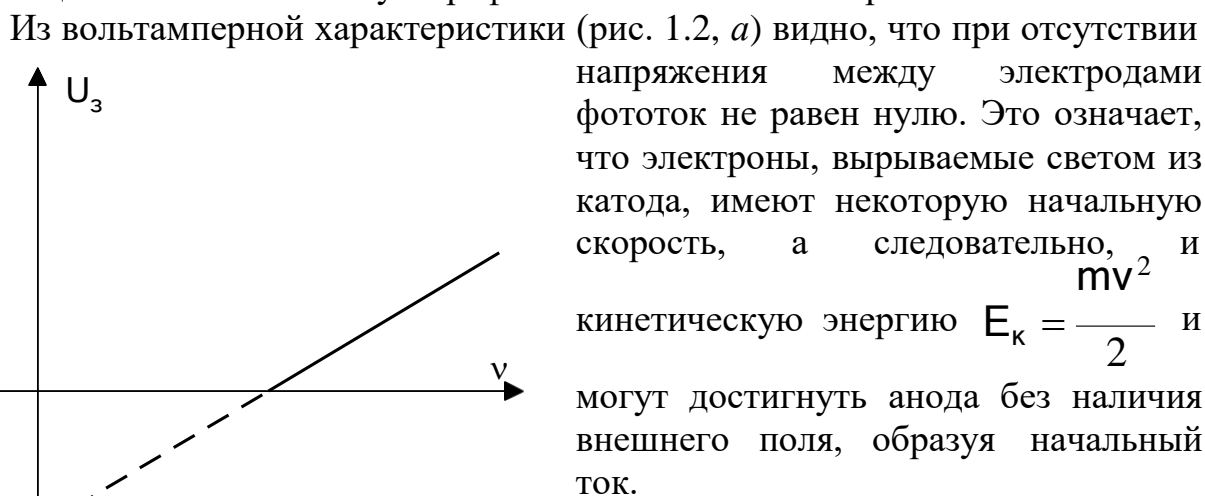 Из вольтамперной характеристики (рис. 1.2, а) видно, что при отсутствии
напряжения между электродами
фототок не равен нулю. Это означает,
что электроны, вырываемые светом из
катода, имеют некоторую начальную
скорость, а следовательно, и
кинетическую энергию Eк = mv²/2 и
могут достигнуть анода без наличия
внешнего поля, образуя начальный
ток.
Uз
ν